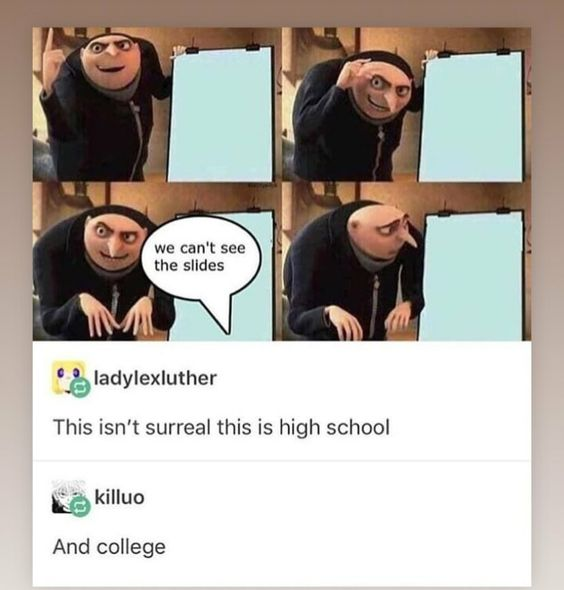 we can't see
the slides
ladylexluther
This isn't surreal this is high school
killuo
And college